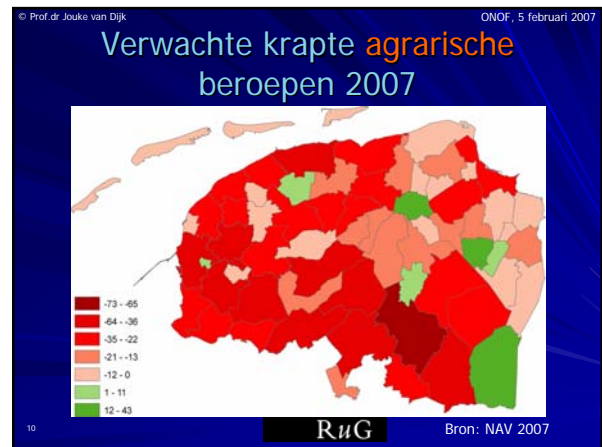 © Prof.dr Jouke van Dijk
ONOF, 5 februari 2007
Verwachte krapte agrarische
beroepen 2007
-73 - -65
-64 - -36
-35 - -22
-21 - -13
-12 - 0
1 - 11
12 - 43
10
RuG
Bron: NAV 2007